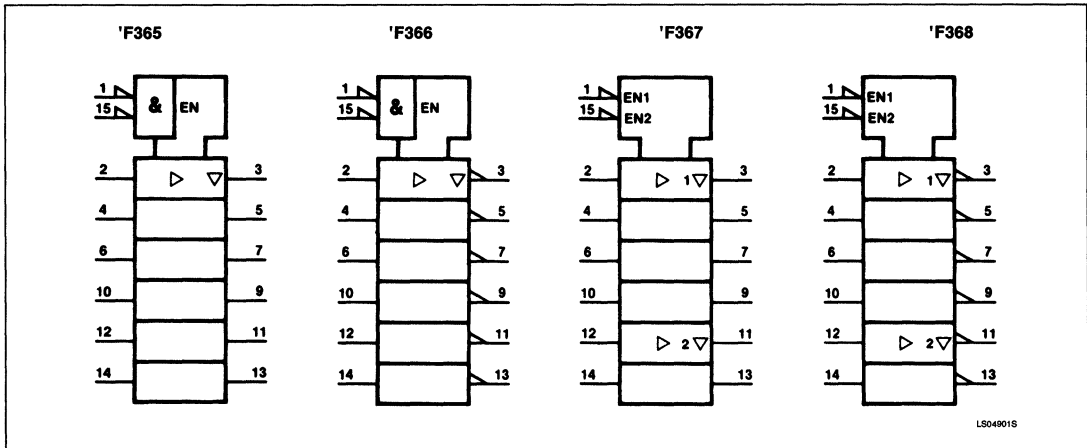 'F365 'F366 'F367 'F368
1 & EN 1 & EN 1 EN1 1 EN1
15 15 15 EN2 15 EN2
2 3 2 3 2 1 3 2 1 3
4 5 4 5 4 5 4 5
6 7 6 7 6 7 6 7
10 9 10 9 10 9 10 9
12 11 12 11 12 2 11 12 2 11
14 13 14 13 14 13 14 13
LS04901S